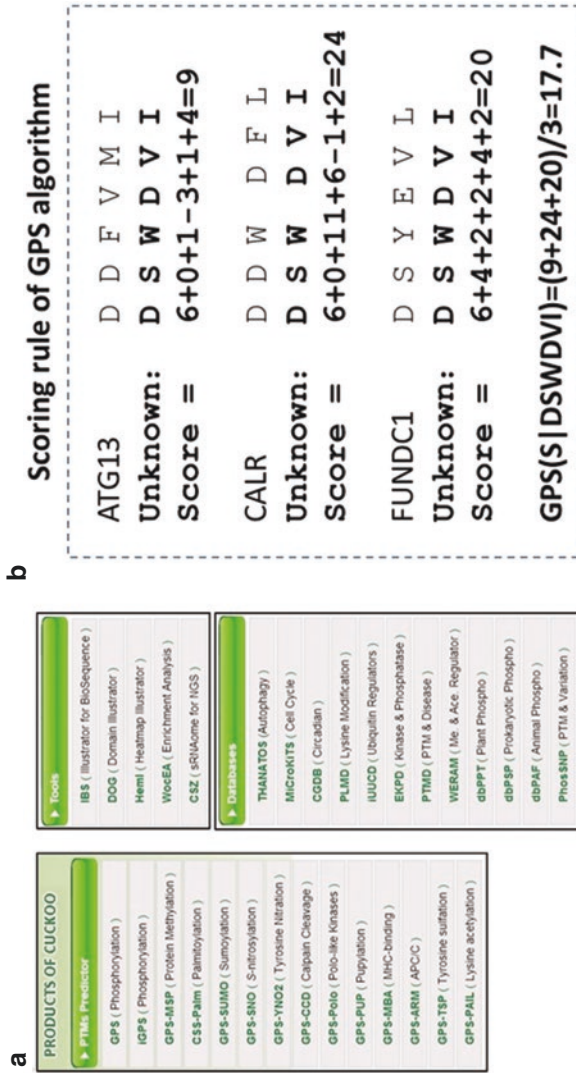 a
PRODUCTS OF CUCKOO
▶ PTMs Predictor
GPS ( Phosphorylation )
iGPS ( Phosphorylation )
GPS-MSP ( Protein Methylation )
CSS-Palm ( Palmitoylation )
GPS-SUMO ( Sumoylation )
GPS-SNO ( S-nitrosylation )
GPS-YNO2 ( Tyrosine Nitration )
GPS-CCD ( Calpain Cleavage )
GPS-Polo ( Polo-like Kinases )
GPS-PUP ( Pupylation )
GPS-MBA ( MHC-binding )
GPS-ARM ( APC/C )
GPS-TSP ( Tyrosine sulfation )
GPS-PAIL ( Lysine acetylation )
▶ Tools
IBS ( Illustrator for BioSequence )
DOG ( Domain Illustrator )
HemI ( Heatmap Illustrator )
WocEA ( Enrichment Analysis )
CSZ ( sRNAome for NGS )
▶ Databases
THANATOS (Autophagy )
MiCroKiTS ( Cell Cycle )
CGDB ( Circadian )
PLMD ( Lysine Modification )
iUUCD ( Ubiquitin Regulators )
EKPD ( Kinase & Phosphatase )
PTMD ( PTM & Disease )
WERAM ( Me. & Ace. Regulator )
dbPPT ( Plant Phospho )
dbPSP ( Prokaryotic Phospho )
dbPAF ( Animal Phospho )
PhosSNP ( PTM & Variation )
b
Scoring rule of GPS algorithm
ATG13 D D F V M I
Unknown: D S W D V I
Score = 6+0+1-3+1+4=9
CALR D D W D F L
Unknown: D S W D V I
Score = 6+0+11+6-1+2=24
FUNDC1 D S Y E V L
Unknown: D S W D V I
Score = 6+4+2+2+4+2=20
GPS(S|DSWDVI)=(9+24+20)/3=17.7